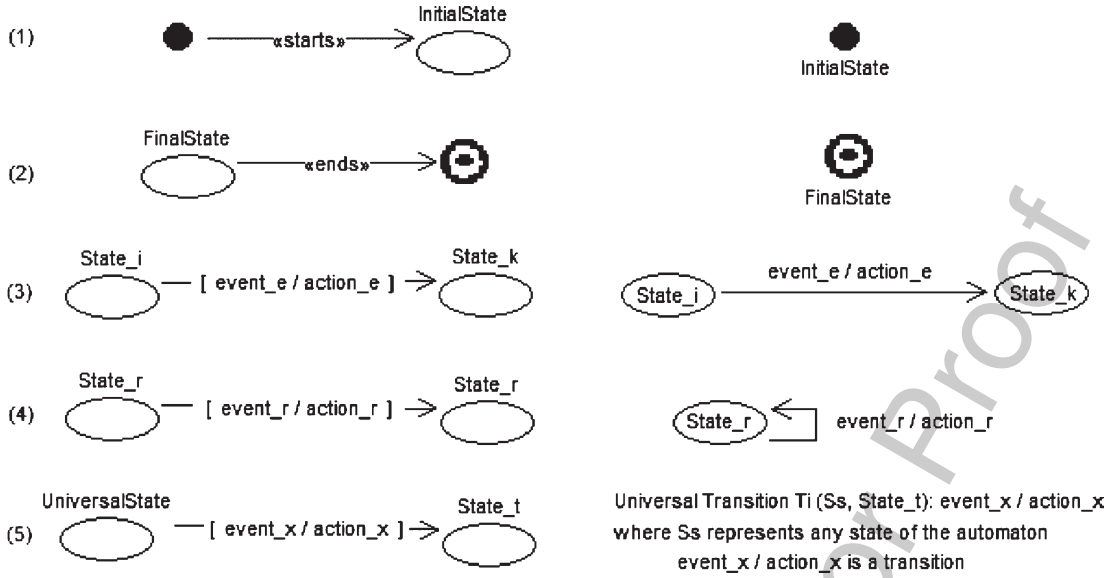 (1) «starts» InitialState InitialState
(2) FinalState «ends» FinalState
(3) State_i [ event_e / action_e ] State_k State_i event_e / action_e State_k
(4) State_r [ event_r / action_r ] State_r State_r event_r / action_r
(5) UniversalState [ event_x / action_x ] State_t
Universal Transition Ti (Ss, State_t): event_x / action_x
where Ss represents any state of the automaton
event_x / action_x is a transition
or Proof